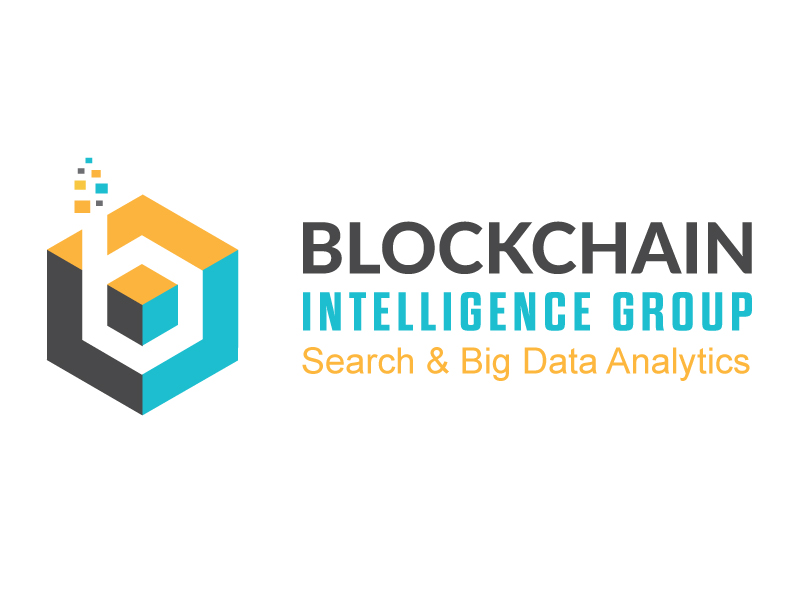 BLOCKCHAIN
INTELLIGENCE GROUP
Search & Big Data Analytics